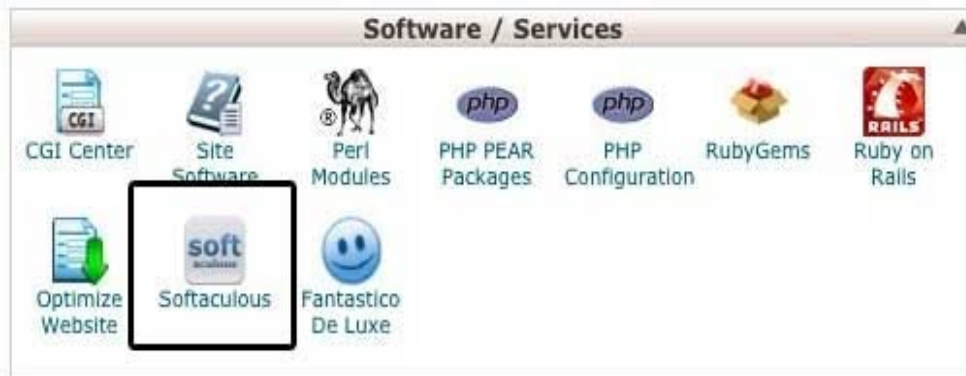 Software / Services
CGI
®
php
php
RAILS
CGI Center
Site
Software
Perl
Modules
PHP PEAR
Packages
PHP
Configuration
RubyGems
Ruby on
Rails
soft
aculous
Optimize
Website
Softaculous
Fantastico
De Luxe